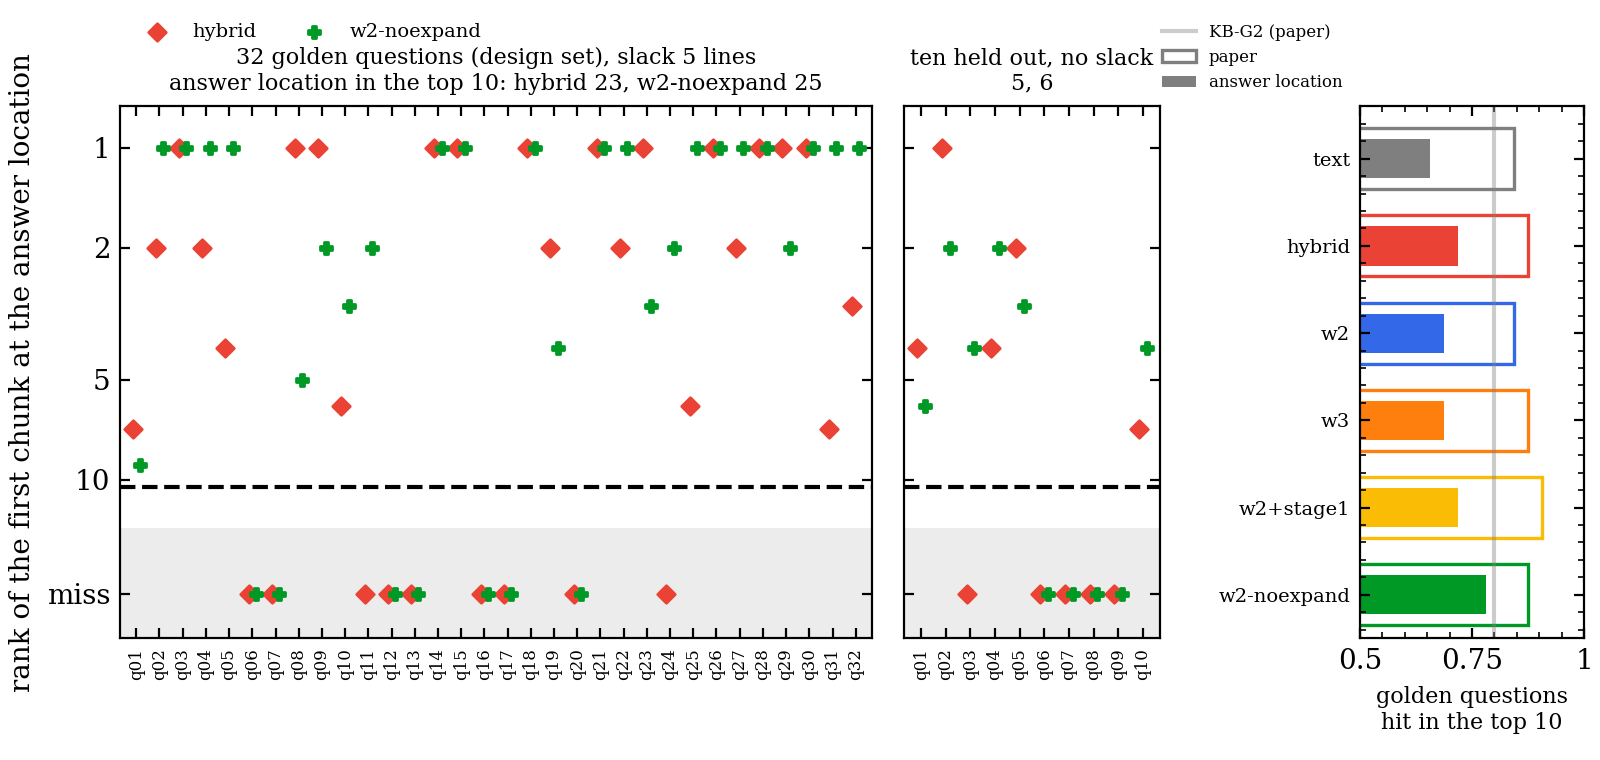 hybrid
w2-noexpand
32 golden questions (design set), slack 5 lines
answer location in the top 10: hybrid 23, w2-noexpand 25
ten held out, no slack
5, 6
KB-G2 (paper)
paper
answer location
rank of the first chunk at the answer location
1
2
5
10
miss
q01
q02
q03
q04
q05
q06
q07
q08
q09
q10
q11
q12
q13
q14
q15
q16
q17
q18
q19
q20
q21
q22
q23
q24
q25
q26
q27
q28
q29
q30
q31
q32
q01
q02
q03
q04
q05
q06
q07
q08
q09
q10
text
hybrid
w2
w3
w2+stage1
w2-noexpand
0.5
0.75
1
golden questions
hit in the top 10